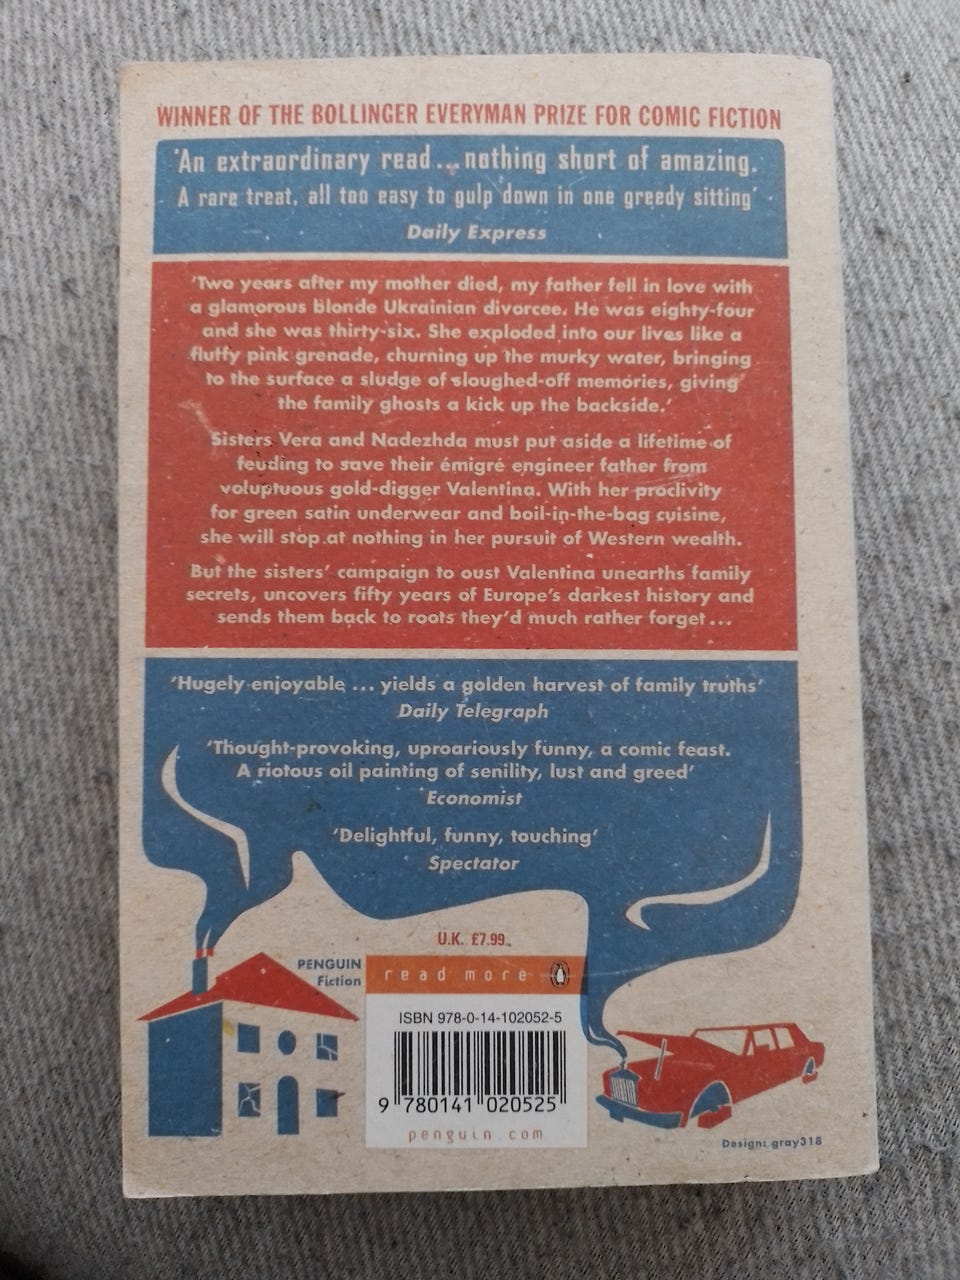 WINNER OF THE BOLLINGER EVERYMAN PRIZE FOR COMIC FICTION
'An extraordinary read... nothing short of amazing.
A rare treat, all too easy to gulp down in one greedy sitting'
Daily Express
'Two years after my mother died, my father fell in love with
a glamorous blonde Ukrainian divorcee. He was eighty-four
and she was thirty-six. She exploded into our lives like a
fluffy pink grenade, churning up the murky water, bringing
to the surface a sludge of sloughed-off memories, giving
the family ghosts a kick up the backside.'
Sisters Vera and Nadezhda must put aside a lifetime of
feuding to save their émigré engineer father from
voluptuous gold-digger Valentina. With her proclivity
for green satin underwear and boil-in-the-bag cuisine,
she will stop at nothing in her pursuit of Western wealth.
But the sisters' campaign to oust Valentina unearths family
secrets, uncovers fifty years of Europe's darkest history and
sends them back to roots they'd much rather forget...
'Hugely enjoyable ... yields a golden harvest of family truths'
Daily Telegraph
'Thought-provoking, uproariously funny, a comic feast.
A riotous oil painting of senility, lust and greed'
Economist
'Delightful, funny, touching'
Spectator
U.K. £7.99
PENGUIN
Fiction
read more
ISBN 978-0-14-102052-5
9 780141 020525
penguin.com
Design: gray318